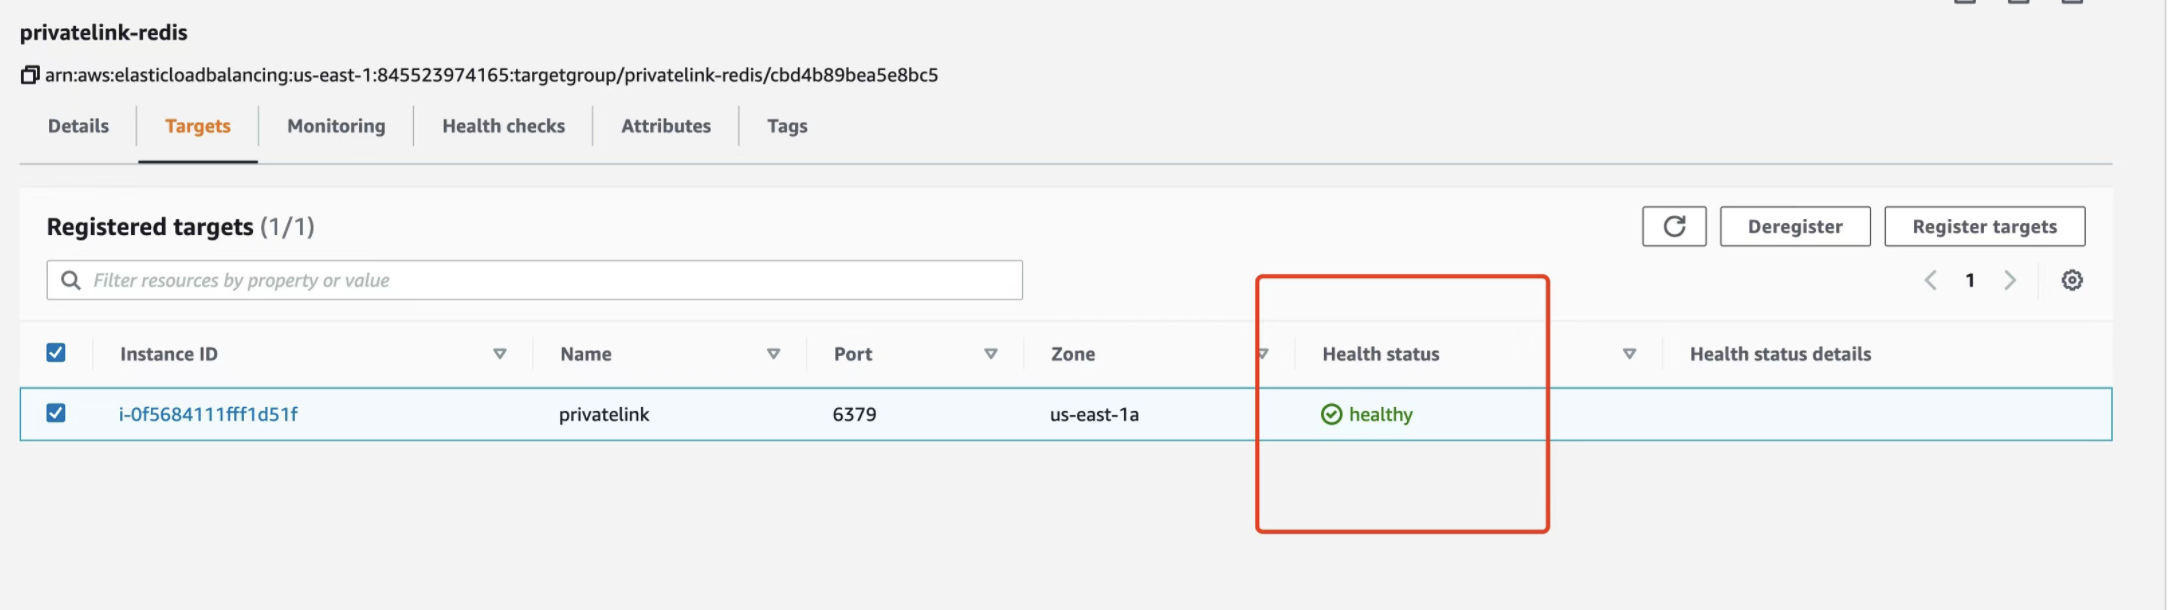 privatelink-redis
arn:aws:elasticloadbalancing:us-east-1:845523974165:targetgroup/privatelink-redis/cbd4b89bea5e8bc5
Details Targets Monitoring Health checks Attributes Tags
Registered targets (1/1) Deregister Register targets
Filter resources by property or value 1
Instance ID Name Port Zone Health status Health status details
i-0f5684111fff1d51f privatelink 6379 us-east-1a healthy